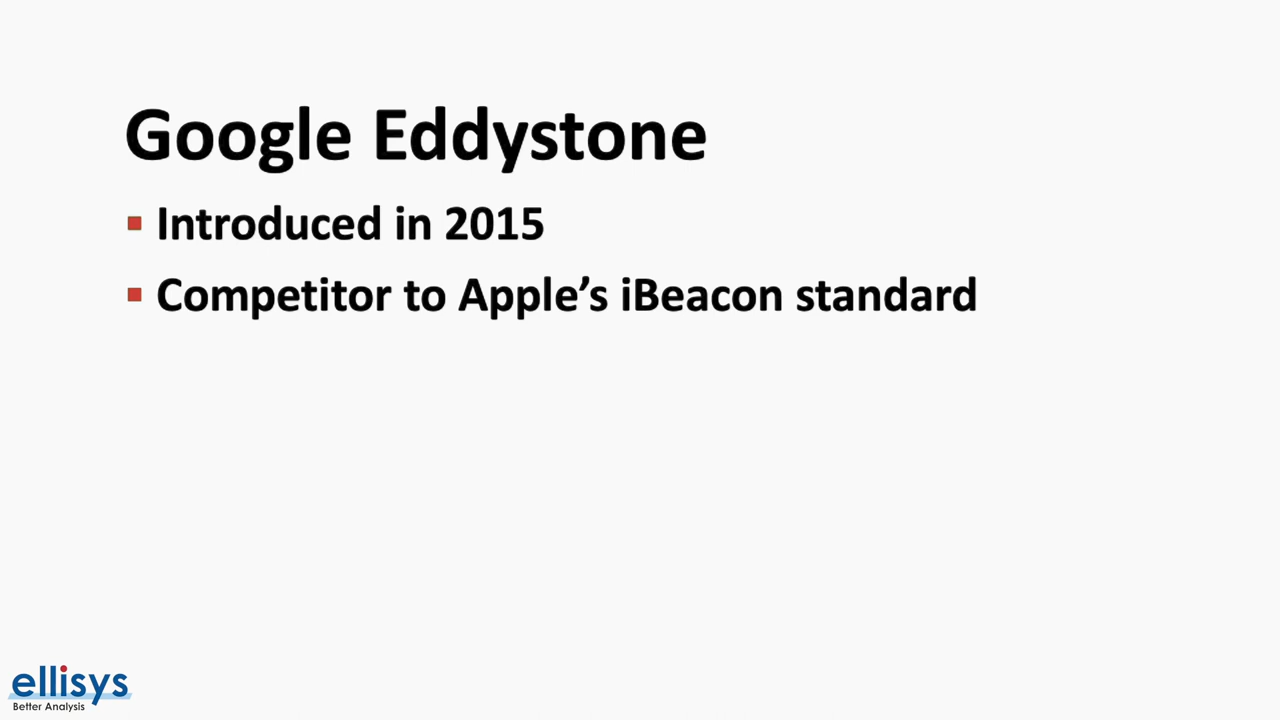 Google Eddystone
Introduced in 2015
Competitor to Apple’s iBeacon standard
ellisys
Better Analysis